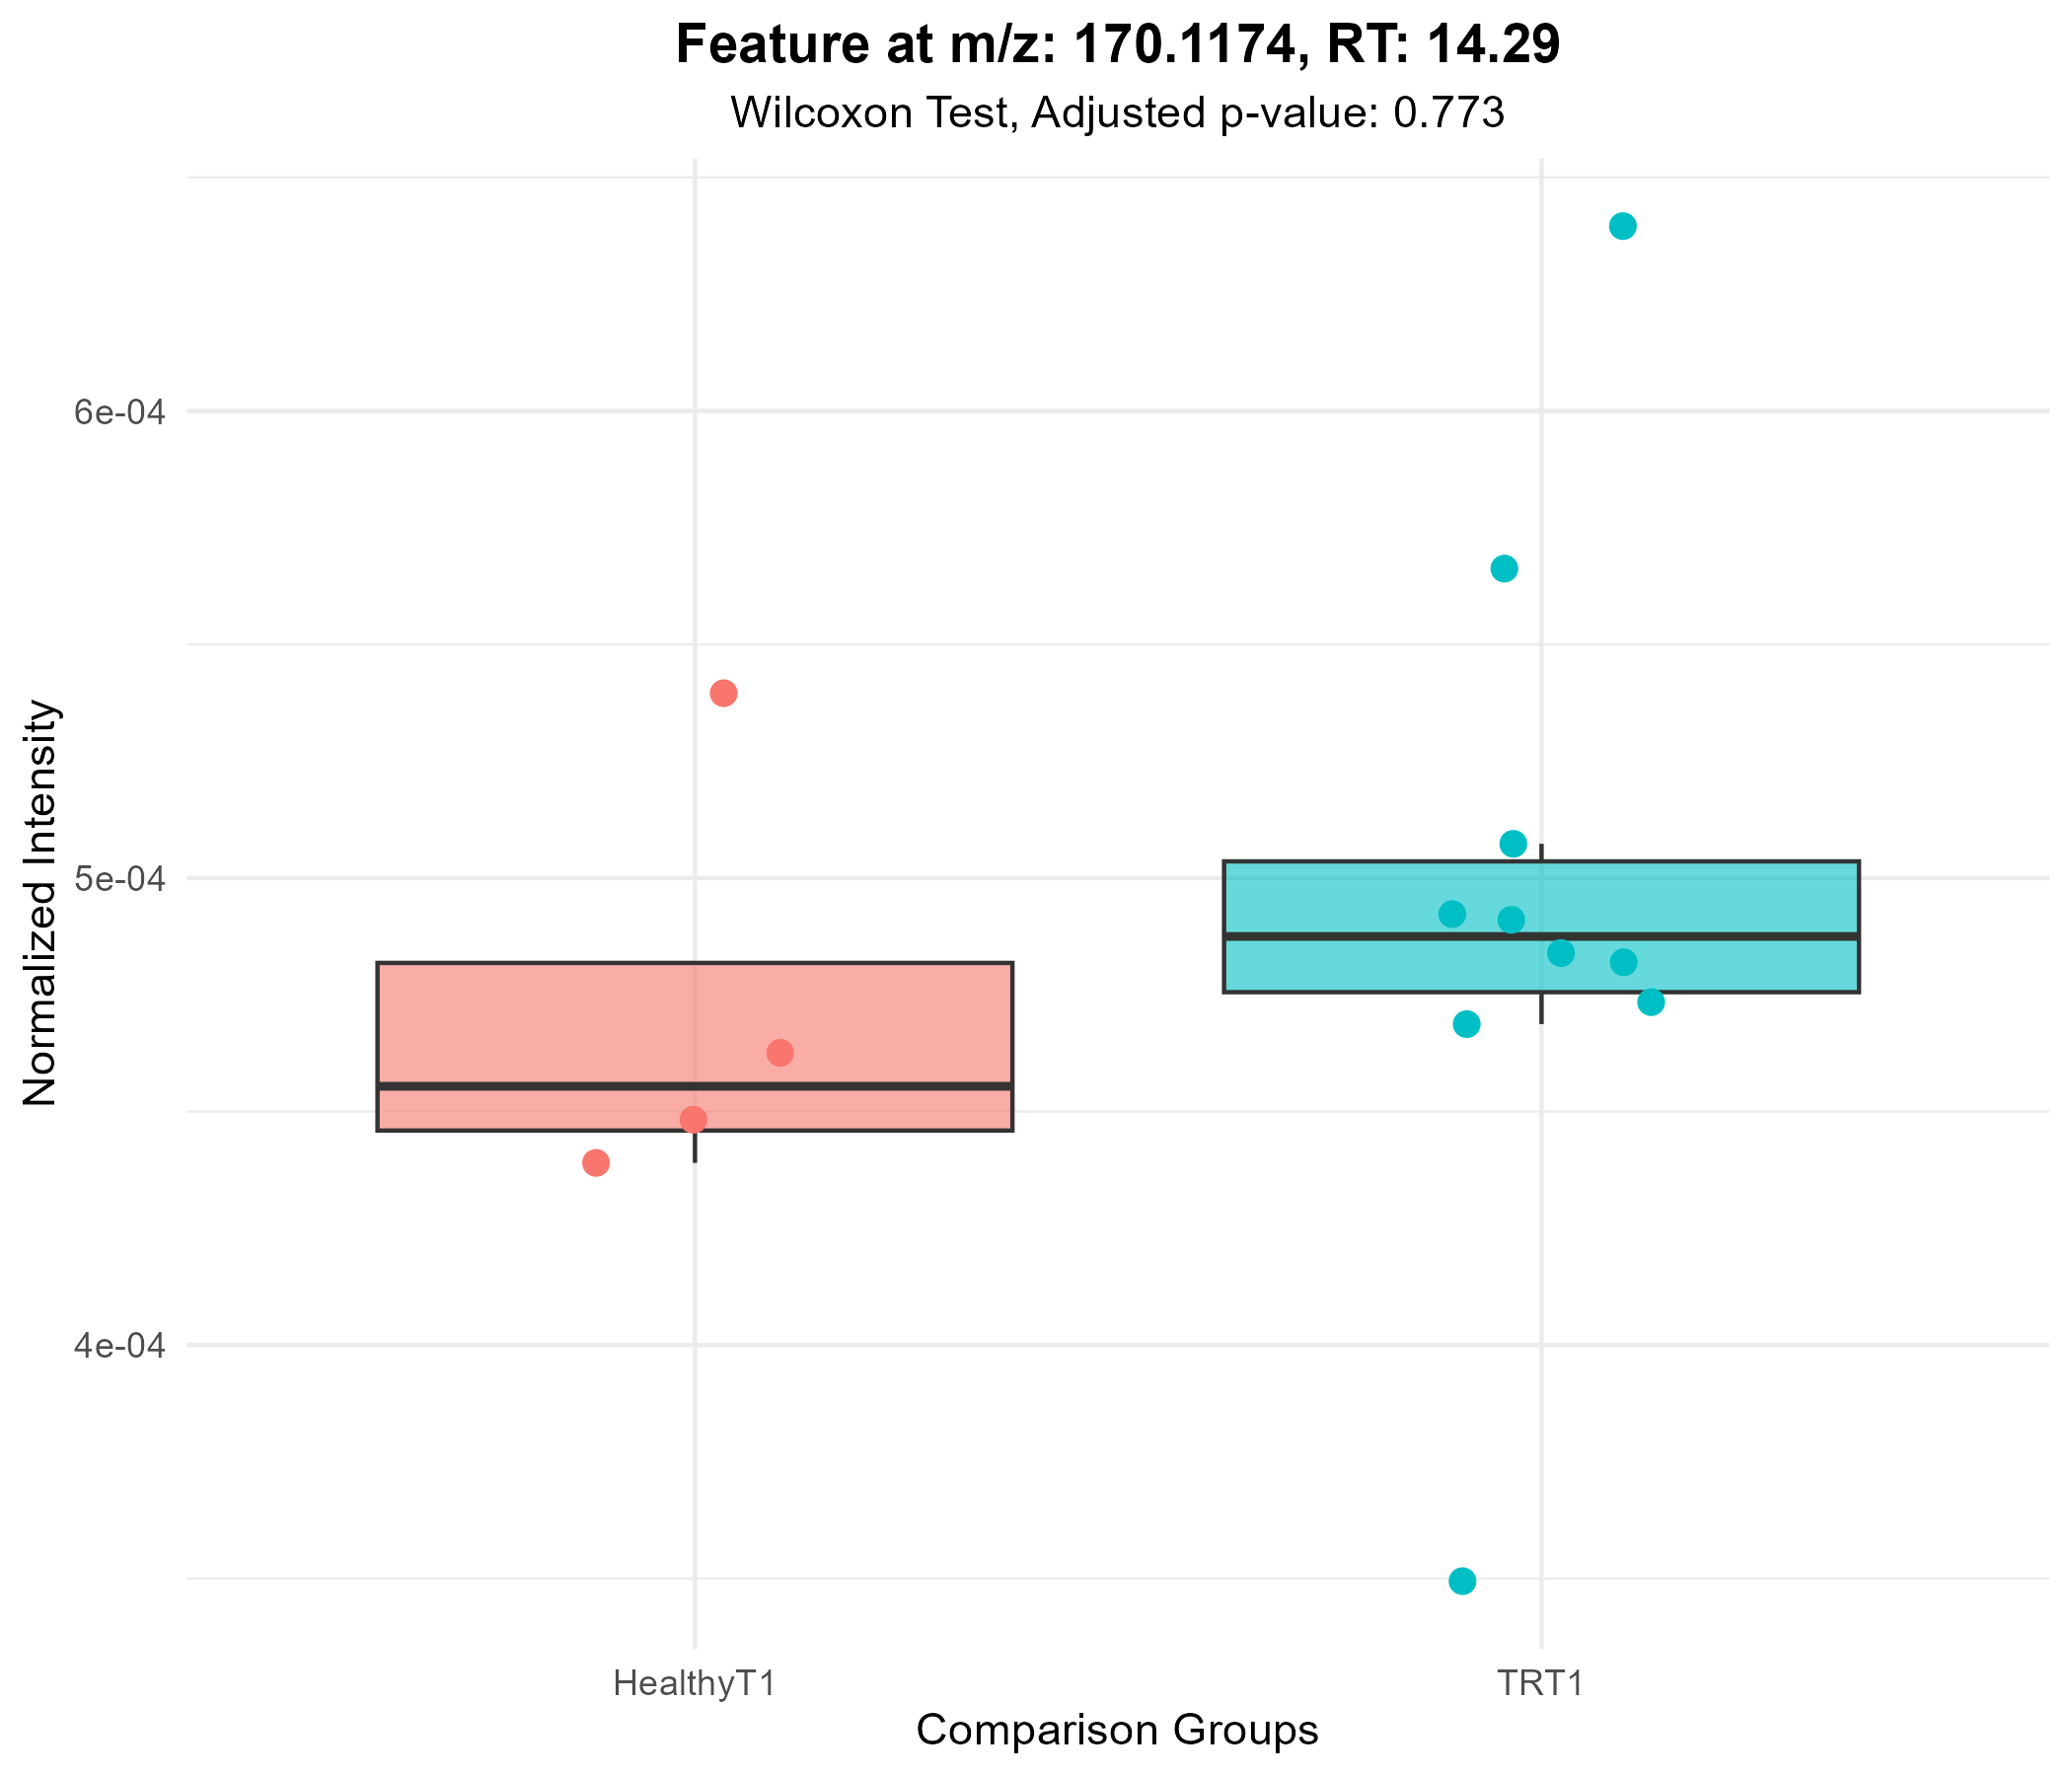 Feature at m/z: 170.1174, RT: 14.29
Wilcoxon Test, Adjusted p-value: 0.773
Normalized Intensity
6e-04
5e-04
4e-04
HealthyT1
TRT1
Comparison Groups